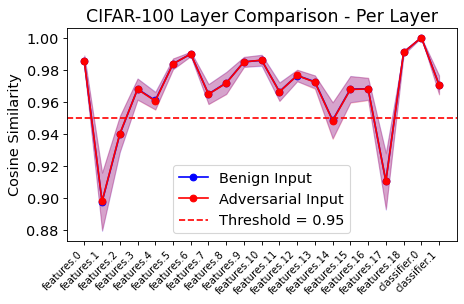 CIFAR-100 Layer Comparison - Per Layer
Cosine Similarity
1.00
0.98
0.96
0.94
0.92
0.90
0.88
Benign Input
Adversarial Input
Threshold = 0.95
features.0
features.1
features.2
features.3
features.4
features.5
features.6
features.7
features.8
features.9
features.10
features.11
features.12
features.13
features.14
features.15
features.16
features.17
features.18
classifier.0
classifier.1